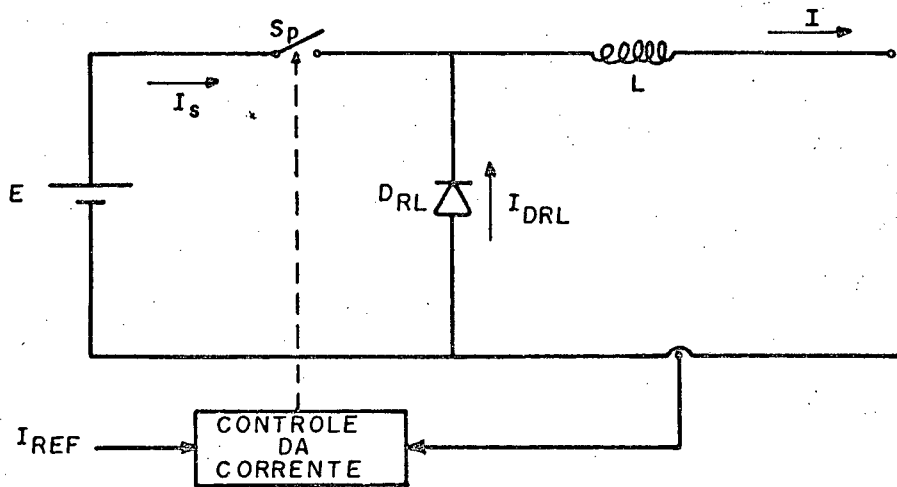 Sp
I
Is
L
E
DRL
IDRL
IREF
CONTROLE
DA
CORRENTE